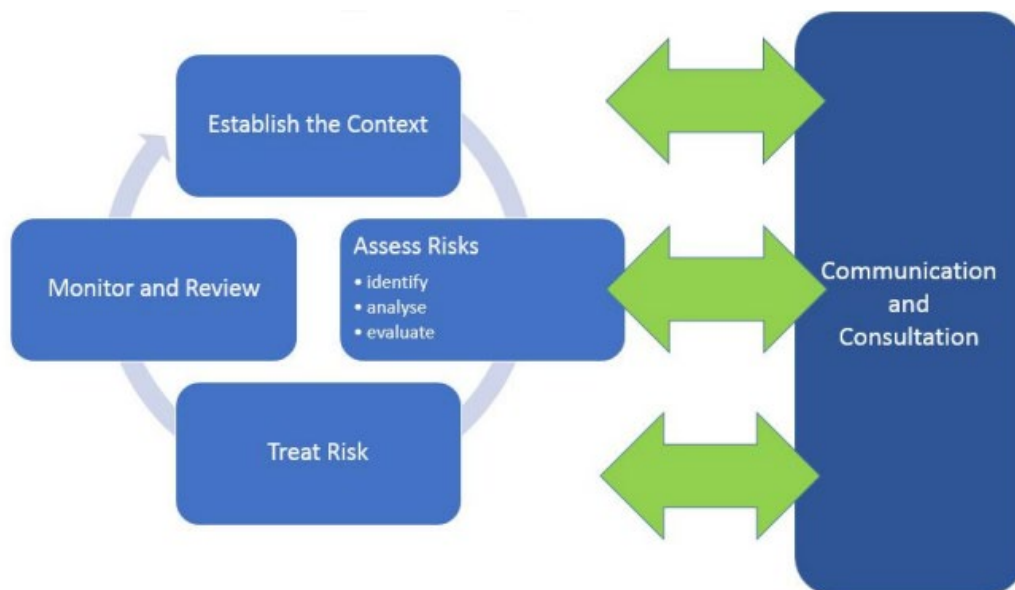 Establish the Context
Assess Risks
• identify
• analyse
• evaluate
Monitor and Review
Treat Risk
Communication
and
Consultation